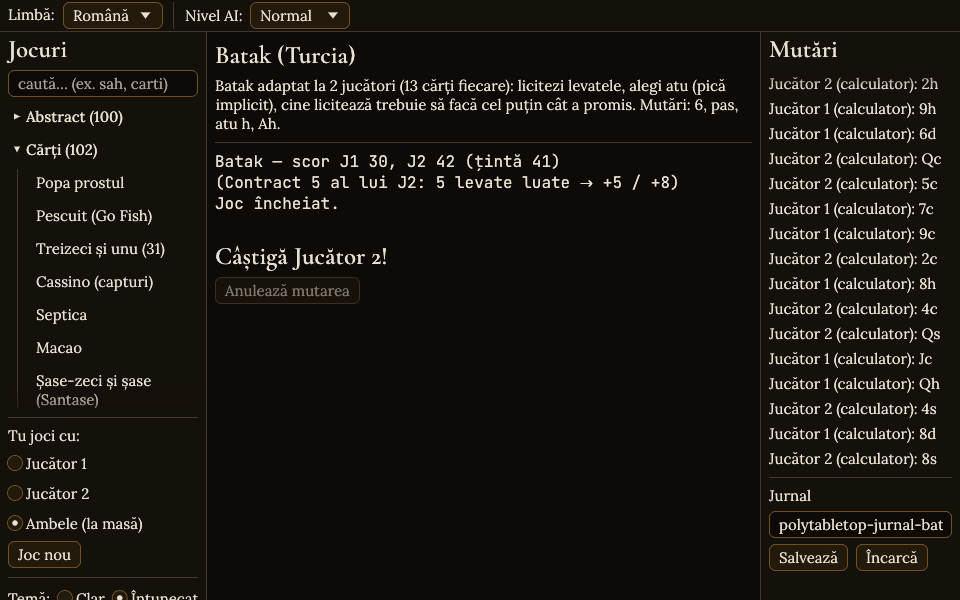 Limbă: Română ▼ Nivel AI: Normal ▼
Jocuri
caută... (ex. sah, carti)
▸ Abstract (100)
▾ Cărți (102)
Popa prostul
Pescuit (Go Fish)
Treizeci și unu (31)
Cassino (capturi)
Septica
Macao
Șase-zeci și șase
(Santase)
Tu joci cu:
Jucător 1
Jucător 2
Ambele (la masă)
Joc nou
Temă: Clar Întunecat
Batak (Turcia)
Batak adaptat la 2 jucători (13 cărți fiecare): licitezi levatele, alegi atu (pică
implicit), cine licitează trebuie să facă cel puțin cât a promis. Mutări: 6, pas,
atu h, Ah.
Batak — scor J1 30, J2 42 (țintă 41)
(Contract 5 al lui J2: 5 levate luate → +5 / +8)
Joc încheiat.
Câștigă Jucător 2!
Anulează mutarea
Mutări
Jucător 2 (calculator): 2h
Jucător 1 (calculator): 9h
Jucător 1 (calculator): 6d
Jucător 2 (calculator): Qc
Jucător 2 (calculator): 5c
Jucător 1 (calculator): 7c
Jucător 1 (calculator): 9c
Jucător 2 (calculator): 2c
Jucător 1 (calculator): 8h
Jucător 2 (calculator): 4c
Jucător 2 (calculator): Qs
Jucător 1 (calculator): Jc
Jucător 1 (calculator): Qh
Jucător 2 (calculator): 4s
Jucător 1 (calculator): 8d
Jucător 2 (calculator): 8s
Jurnal
polytabletop-jurnal-bat
Salvează Încarcă